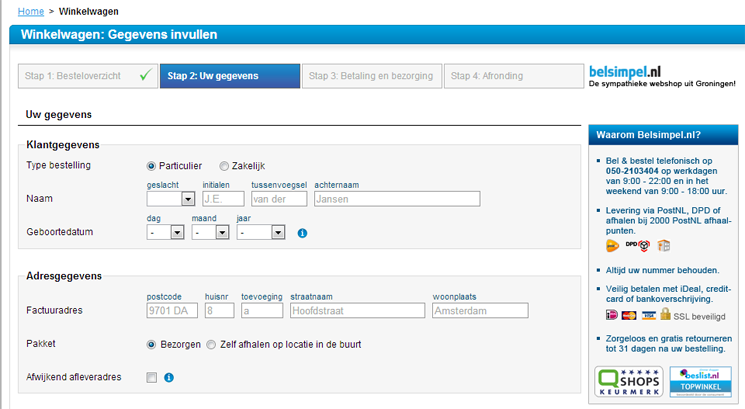 Home > Winkelwagen
Winkelwagen: Gegevens invullen
Stap 1: Besteloverzicht
Stap 2: Uw gegevens
Stap 3: Betaling en bezorging
Stap 4: Afronding
belsimpel.nl
De sympathieke webshop uit Groningen!
Uw gegevens
Klantgegevens
Type bestelling
Particulier
Zakelijk
geslacht initialen tussenvoegsel achternaam
Naam
J.E. van der Jansen
dag maand jaar
Geboortedatum
- - -
Adresgegevens
postcode huisnr toevoeging straatnaam woonplaats
Factuuradres
9701 DA 8 a Hoofdstraat Amsterdam
Pakket
Bezorgen
Zelf afhalen op locatie in de buurt
Afwijkend afleveradres
Waarom Belsimpel.nl?
Bel & bestel telefonisch op
050-2103404 op werkdagen
van 9:00 - 22:00 en in het
weekend van 9:00 - 18:00 uur.
Levering via PostNL, DPD of
afhalen bij 2000 PostNL afhaal-
punten.
DPD
Altijd uw nummer behouden.
Veilig betalen met iDeal, credit-
card of bankoverschrijving.
VISA
SSL beveiligd
Zorgeloos en gratis retourneren
tot 31 dagen na uw bestelling.
QSHOPS
KEURMERK
beslist.nl
TOPWINKEL